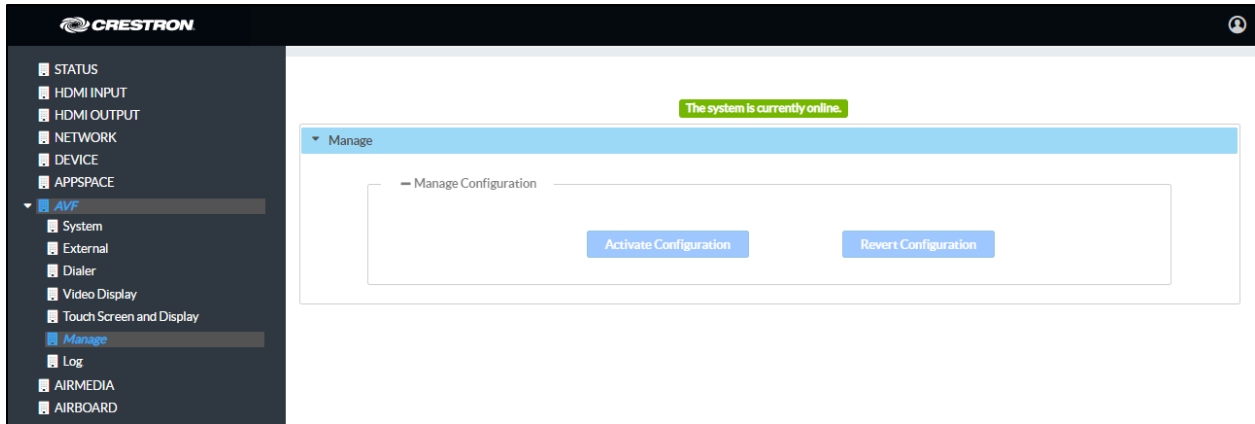 CRESTRON
STATUS
HDMI INPUT
HDMI OUTPUT
NETWORK
DEVICE
APPSPACE
AVF
System
External
Dialer
Video Display
Touch Screen and Display
Manage
Log
AIRMEDIA
AIRBOARD
The system is currently online.
Manage
Manage Configuration
Activate Configuration
Revert Configuration